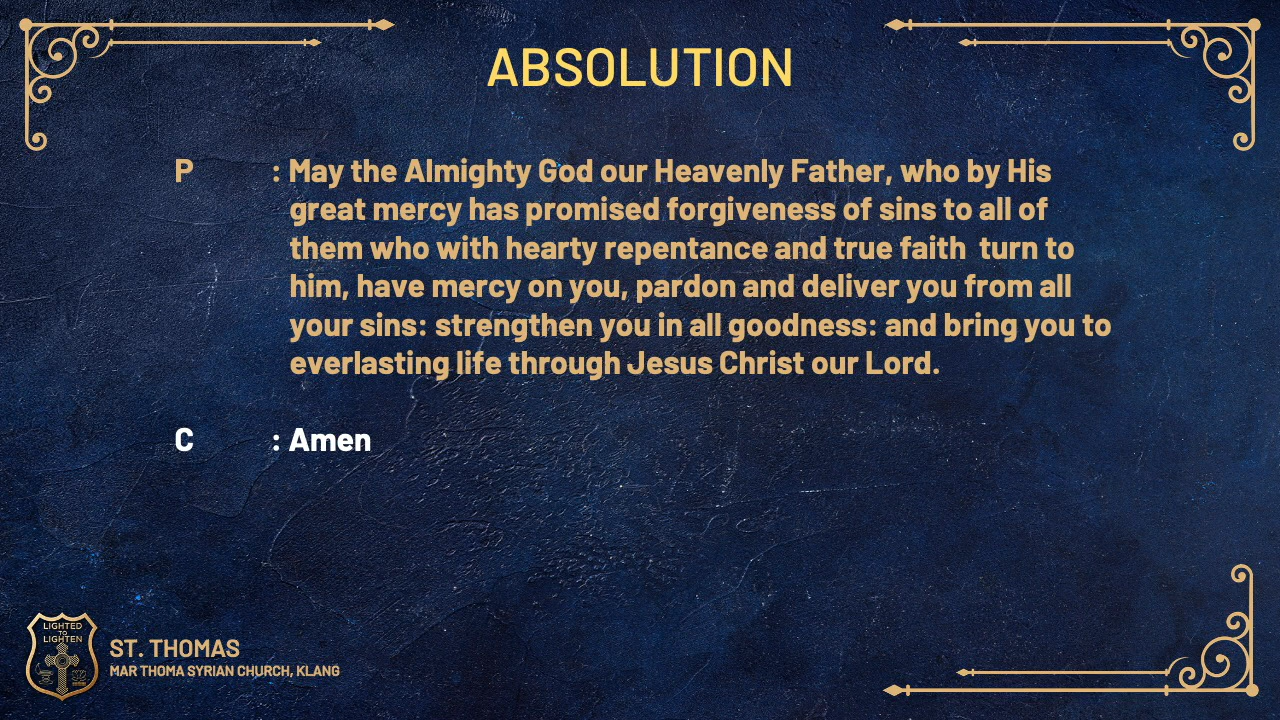 ABSOLUTION
P : May the Almighty God our Heavenly Father, who by His
great mercy has promised forgiveness of sins to all of
them who with hearty repentance and true faith  turn to
him, have mercy on you, pardon and deliver you from all
your sins: strengthen you in all goodness: and bring you to
everlasting life through Jesus Christ our Lord.
C : Amen
LIGHTED
TO
LIGHTEN
ST. THOMAS
MAR THOMA SYRIAN CHURCH, KLANG